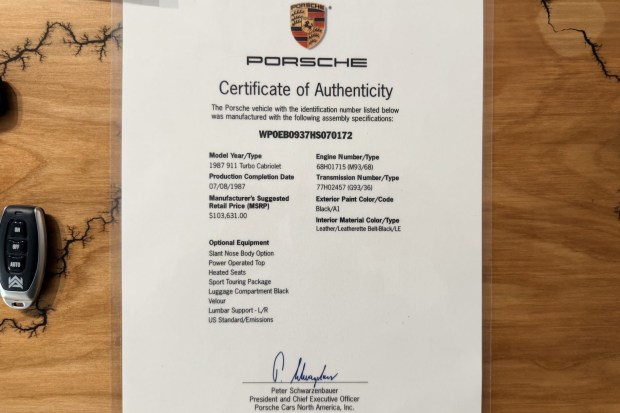 PORSCHE
PORSCHE
Certificate of Authenticity
The Porsche vehicle with the identification number listed below
was manufactured with the following assembly specifications:
WP0EB0937HS070172
Model Year/Type
1987 911 Turbo Cabriolet
Production Completion Date
07/08/1987
Manufacturer's Suggested
Retail Price (MSRP)
$103,631.00
Engine Number/Type
68H01715 (M93/68)
Transmission Number/Type
77H02457 (G93/36)
Exterior Paint Color/Code
Black/A1
Interior Material Color/Type
Leather/Leatherette Belt-Black/LE
Optional Equipment
Slant Nose Body Option
Power Operated Top
Heated Seats
Sport Touring Package
Luggage Compartment Black
Velour
Lumbar Support - L/R
US Standard/Emissions
Peter Schwarzenbauer
President and Chief Executive Officer
Porsche Cars North America, Inc.
ON
OFF
AUTO